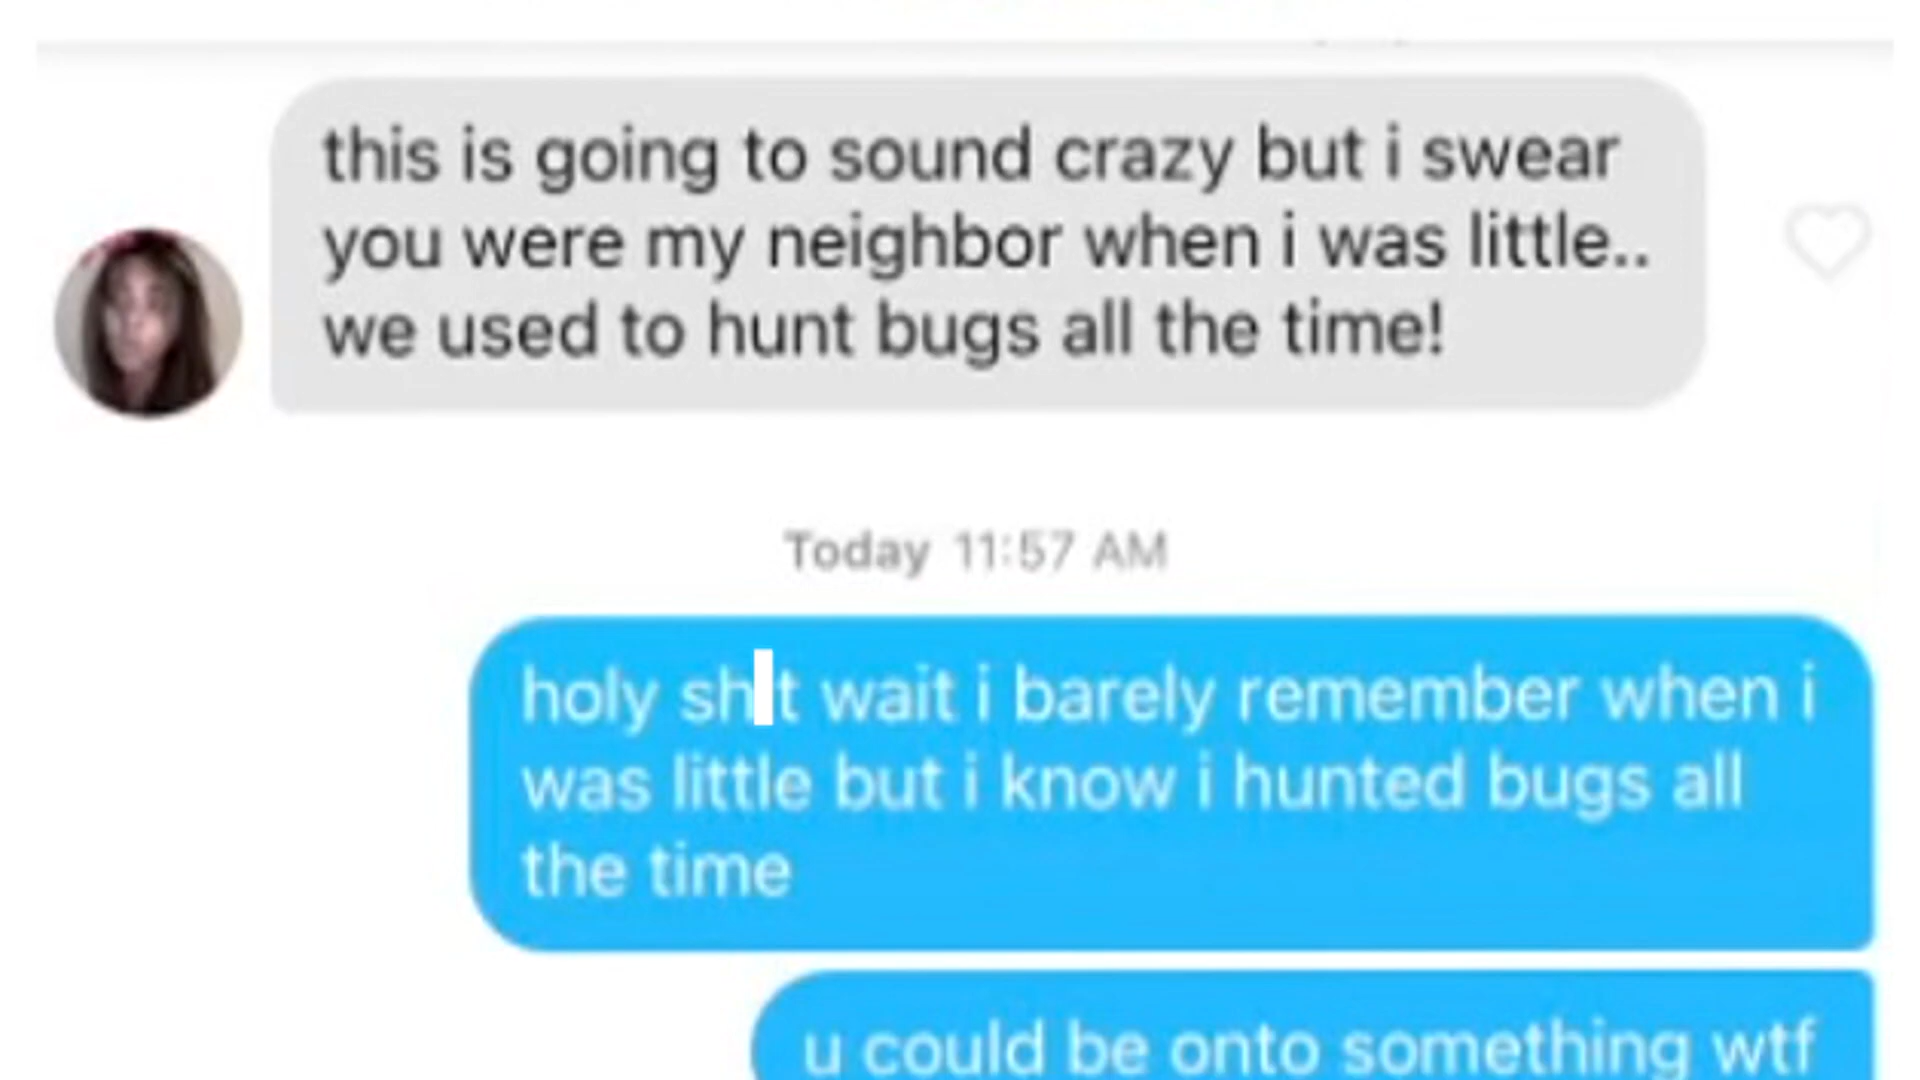 this is going to sound crazy but i swear
you were my neighbor when i was little..
we used to hunt bugs all the time!
Today 11:57 AM
holy sht wait i barely remember when i
was little but i know i hunted bugs all
the time
u could be onto something wtf